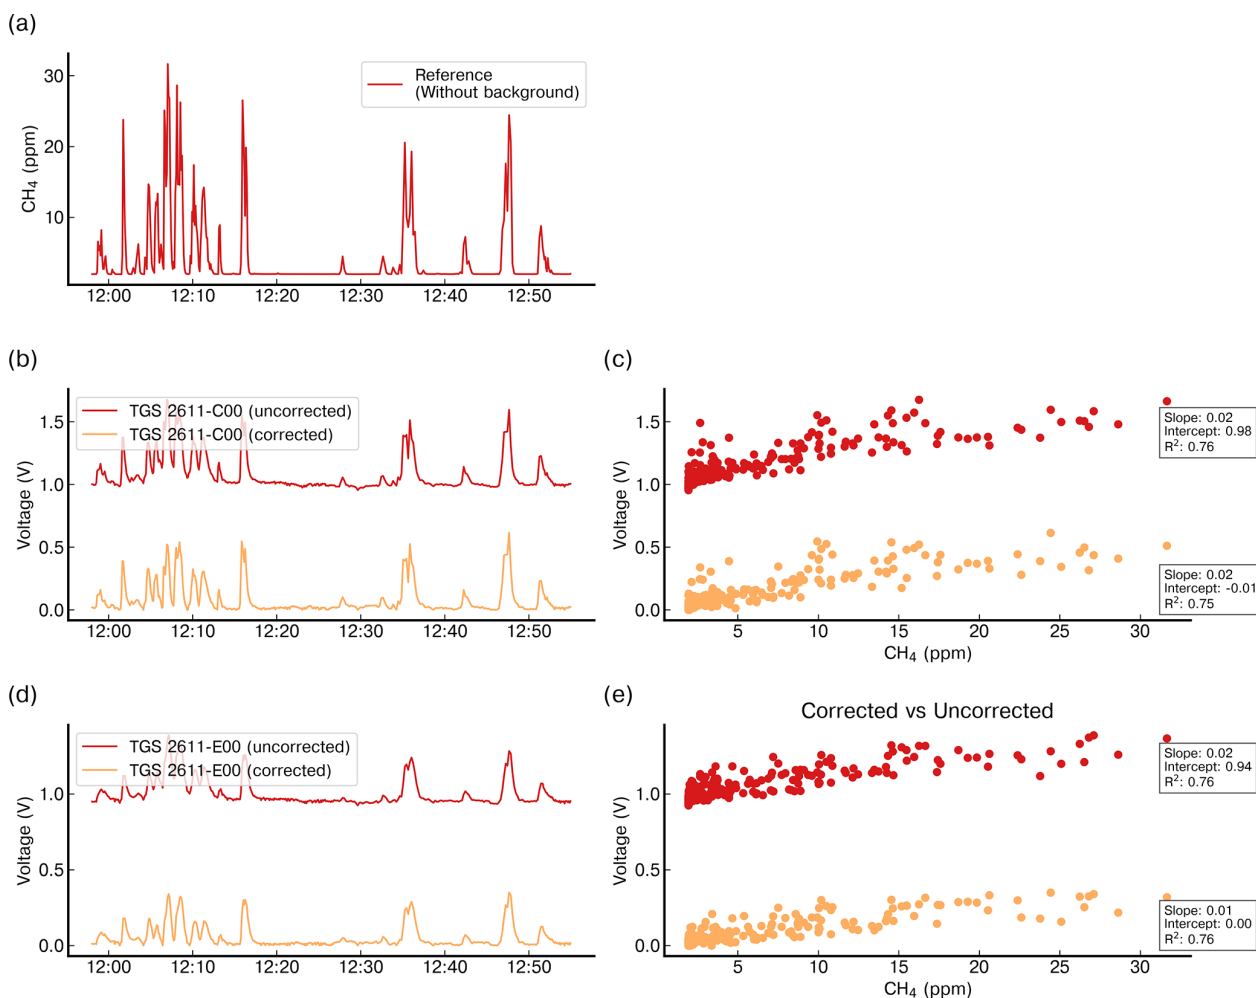 (a)
30
20
10
CH4 (ppm)
Reference
(Without background)
12:00 12:10 12:20 12:30 12:40 12:50
(b)
1.5
1.0
0.5
0.0
Voltage (V)
TGS 2611-C00 (uncorrected)
TGS 2611-C00 (corrected)
12:00 12:10 12:20 12:30 12:40 12:50
(c)
1.5
1.0
0.5
0.0
Voltage (V)
Slope: 0.02
Intercept: 0.98
R²: 0.76
Slope: 0.02
Intercept: -0.01
R²: 0.75
5 10 15 20 25 30
CH4 (ppm)
(d)
1.0
0.5
0.0
Voltage (V)
TGS 2611-E00 (uncorrected)
TGS 2611-E00 (corrected)
12:00 12:10 12:20 12:30 12:40 12:50
(e)
Corrected vs Uncorrected
1.0
0.5
0.0
Voltage (V)
Slope: 0.02
Intercept: 0.94
R²: 0.76
Slope: 0.01
Intercept: 0.00
R²: 0.76
5 10 15 20 25 30
CH4 (ppm)